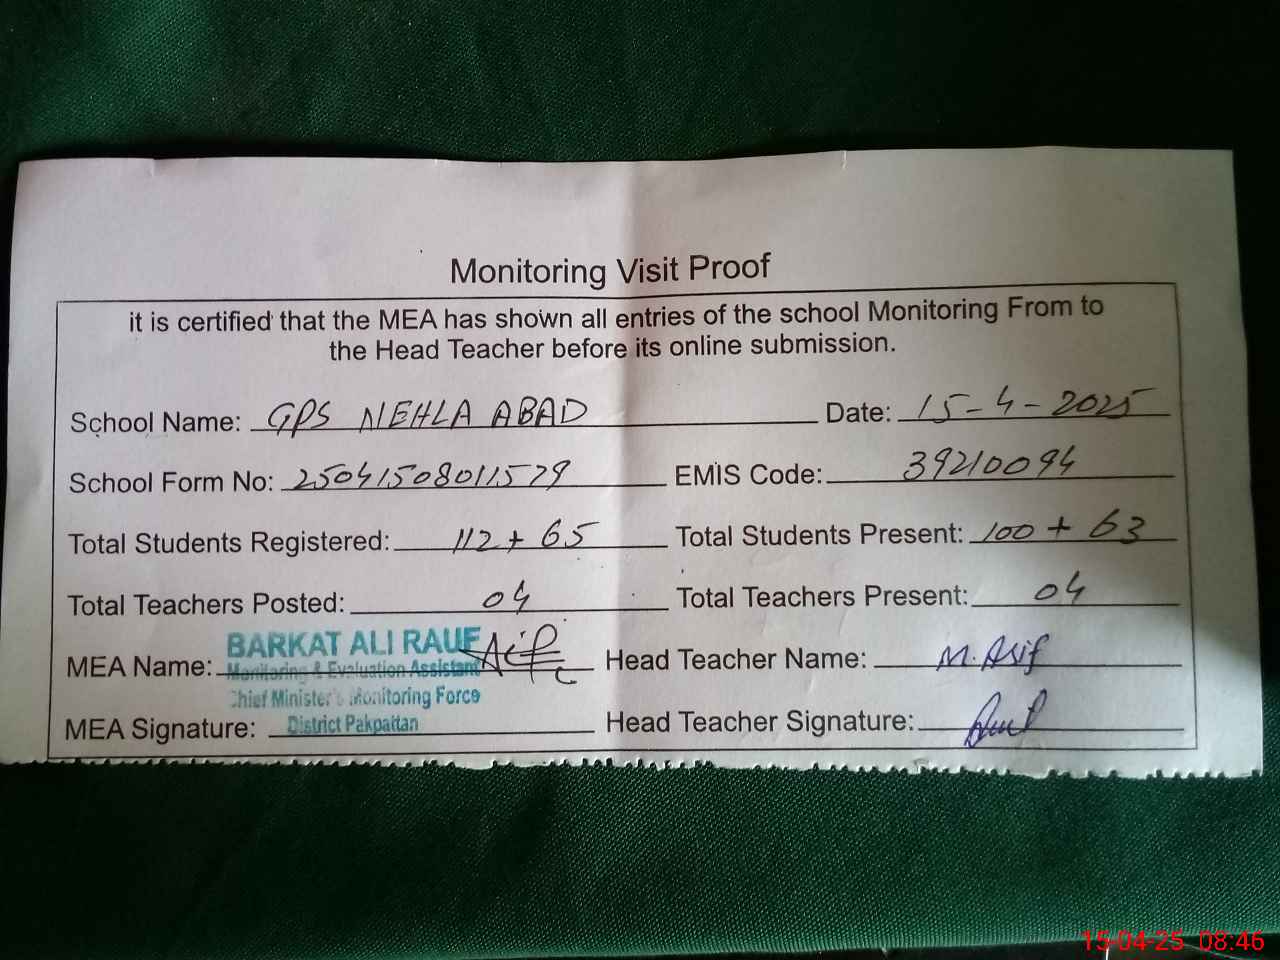 Monitoring Visit Proof
it is certified that the MEA has shown all entries of the school Monitoring From to
the Head Teacher before its online submission.
School Name: GPS NEHLA ABAD Date: 15-4-2025
School Form No: 25041508011579 EMIS Code: 39210094
Total Students Registered: 112 + 65 Total Students Present: 100 + 63
Total Teachers Posted: 04 Total Teachers Present: 04
BARKAT ALI RAUF
MEA Name: Monitoring & Evaluation Assistant Head Teacher Name: M. Asif
Chief Minister's Monitoring Force
MEA Signature: District Pakpattan Head Teacher Signature:
15-04-25 08:46